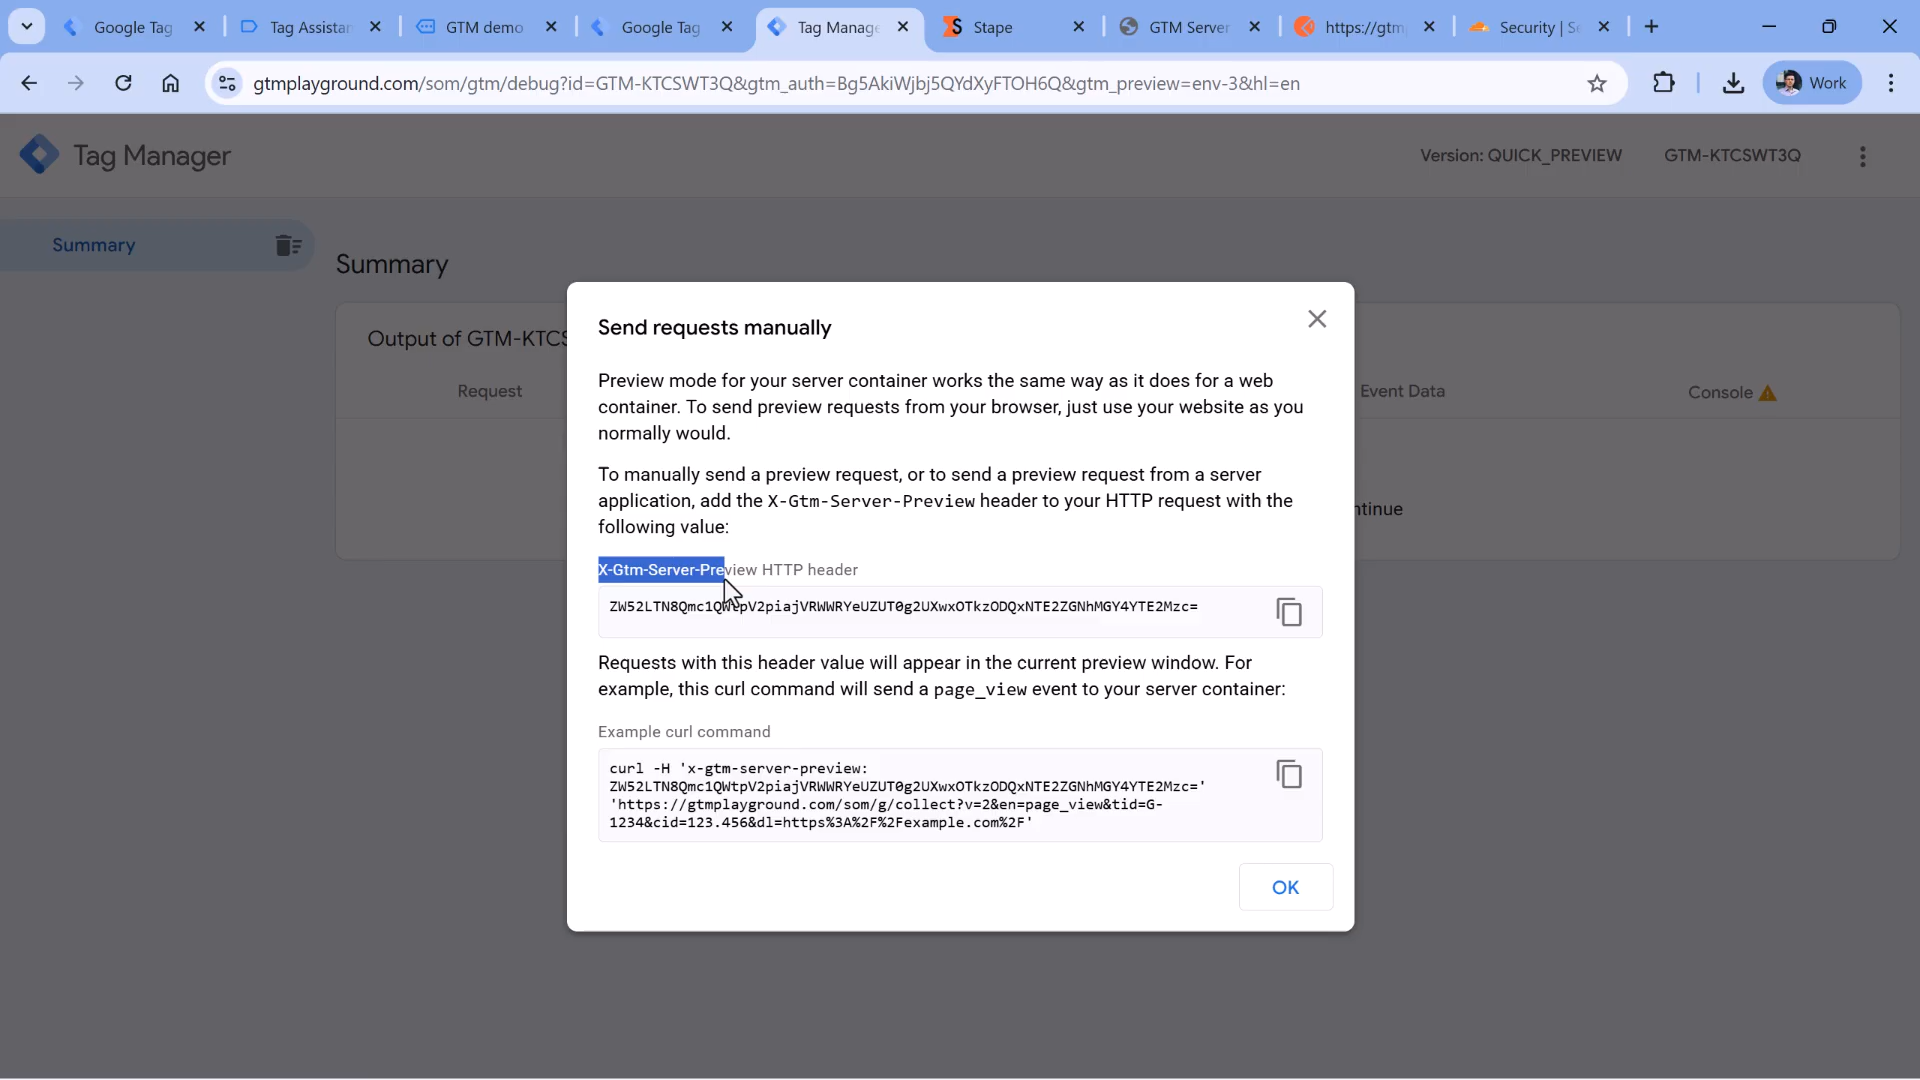 Google Tag
Tag Assistan
GTM demo
Google Tag
Tag Manage
Stape
GTM Server
https://gtmp
Security | Se
gtmplayground.com/som/gtm/debug?id=GTM-KTCSWT3Q&gtm_auth=Bg5AkiWjbj5QYdXyFTOH6Q&gtm_preview=env-3&hl=en
Work
Tag Manager
Version: QUICK_PREVIEW
GTM-KTCSWT3Q
Summary
Summary
Output of GTM-KTCS
Request
Event Data
Console
ntinue
Send requests manually
Preview mode for your server container works the same way as it does for a web
container. To send preview requests from your browser, just use your website as you
normally would.
To manually send a preview request, or to send a preview request from a server
application, add the X-Gtm-Server-Preview header to your HTTP request with the
following value:
X-Gtm-Server-Preview HTTP header
ZW52LTN8Qmc1QWtpV2piajVRWWRYeUZUT0g2UXwxOTkzODQxNTE2ZGNhMGY4YTE2Mzc=
Requests with this header value will appear in the current preview window. For
example, this curl command will send a page_view event to your server container:
Example curl command
curl -H 'x-gtm-server-preview:
ZW52LTN8Qmc1QWtpV2piajVRWWRYeUZUT0g2UXwxOTkzODQxNTE2ZGNhMGY4YTE2Mzc='
'https://gtmplayground.com/som/g/collect?v=2&en=page_view&tid=G-
1234&cid=123.456&dl=https%3A%2F%2Fexample.com%2F'
OK